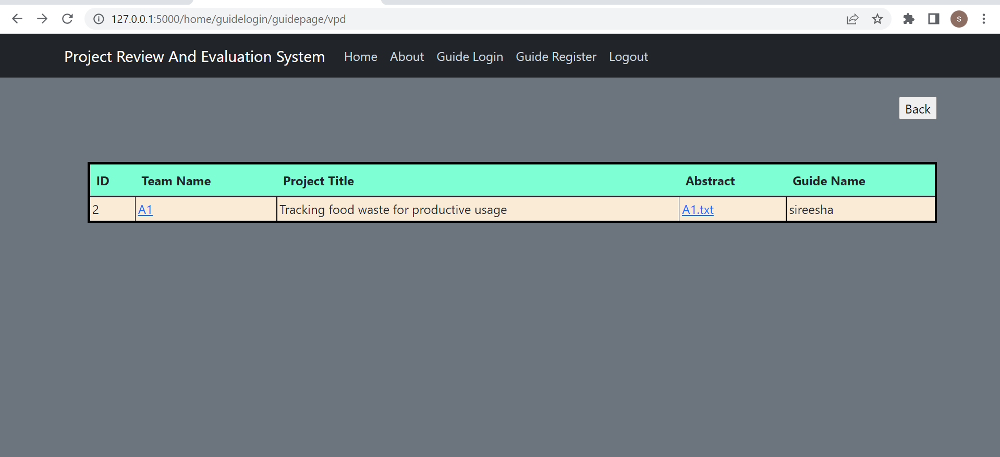 127.0.0.1:5000/home/guidelogin/guidepage/vpd
s
Project Review And Evaluation System Home About Guide Login Guide Register Logout
Back
ID Team Name Project Title Abstract Guide Name
2 A1 Tracking food waste for productive usage A1.txt sireesha